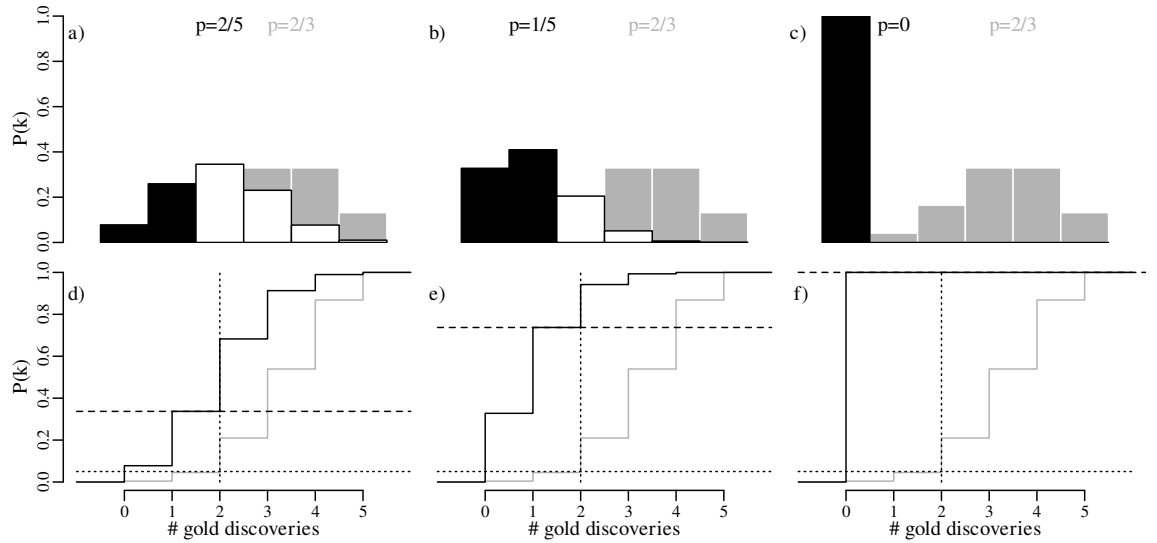 a) p=2/5 p=2/3
b) p=1/5 p=2/3
c) p=0 p=2/3
P(k)
0.0 0.2 0.4 0.6 0.8 1.0
d)
e)
f)
P(k)
0.0 0.2 0.4 0.6 0.8 1.0
0 1 2 3 4 5
# gold discoveries
0 1 2 3 4 5
# gold discoveries
0 1 2 3 4 5
# gold discoveries